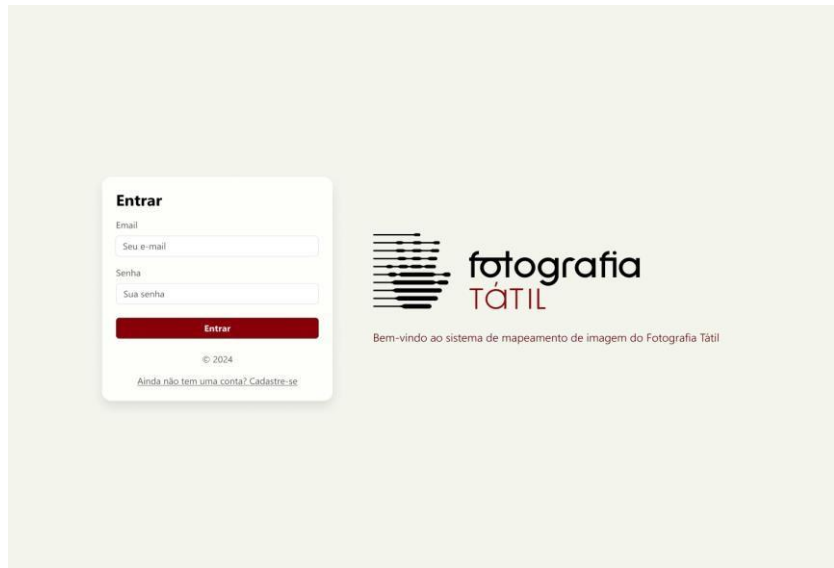 Entrar
Email
Seu e-mail
Senha
Sua senha
Entrar
© 2024
Ainda não tem uma conta? Cadastre-se
fotografia
TÁTIL
Bem-vindo ao sistema de mapeamento de imagem do Fotografia Tátil